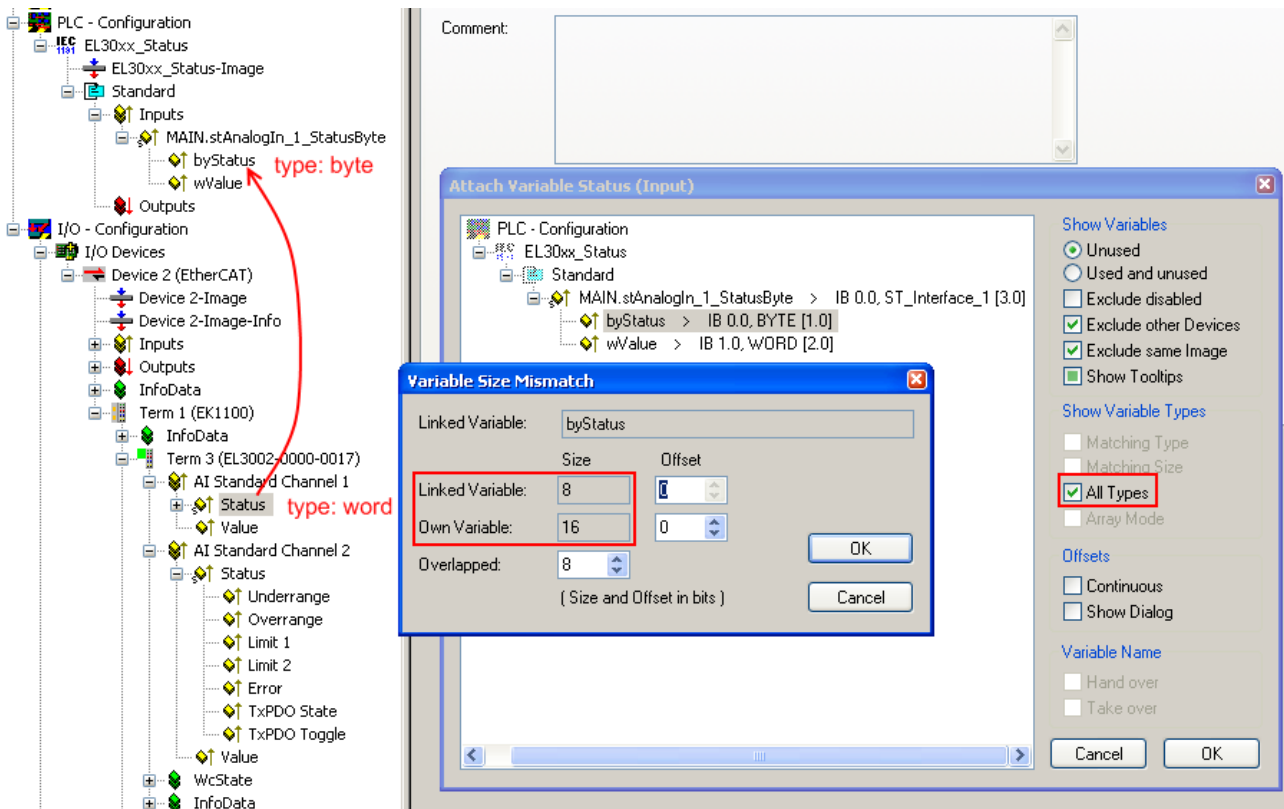 PLC - Configuration
IEC
1131
EL30xx_Status
EL30xx_Status-Image
Standard
Inputs
MAIN.stAnalogIn_1_StatusByte
byStatus
type: byte
wValue
Outputs
I/O - Configuration
I/O Devices
Device 2 (EtherCAT)
Device 2-Image
Device 2-Image-Info
Inputs
Outputs
InfoData
Term 1 (EK1100)
InfoData
Term 3 (EL3002-0000-0017)
AI Standard Channel 1
Status
type: word
Value
AI Standard Channel 2
Status
Underrange
Overrange
Limit 1
Limit 2
Error
TxPDO State
TxPDO Toggle
Value
WcState
InfoData
Comment:
Attach Variable Status (Input)
PLC - Configuration
EL30xx_Status
Standard
MAIN.stAnalogIn_1_StatusByte > IB 0.0, ST_Interface_1 [3.0]
byStatus > IB 0.0, BYTE [1.0]
wValue > IB 1.0, WORD [2.0]
Variable Size Mismatch
Linked Variable: byStatus
Size Offset
Linked Variable: 8 0
Own Variable: 16 0
Overlapped: 8
( Size and Offset in bits )
OK
Cancel
Show Variables
Unused
Used and unused
Exclude disabled
Exclude other Devices
Exclude same Image
Show Tooltips
Show Variable Types
Matching Type
Matching Size
All Types
Array Mode
Offsets
Continuous
Show Dialog
Variable Name
Hand over
Take over
Cancel OK